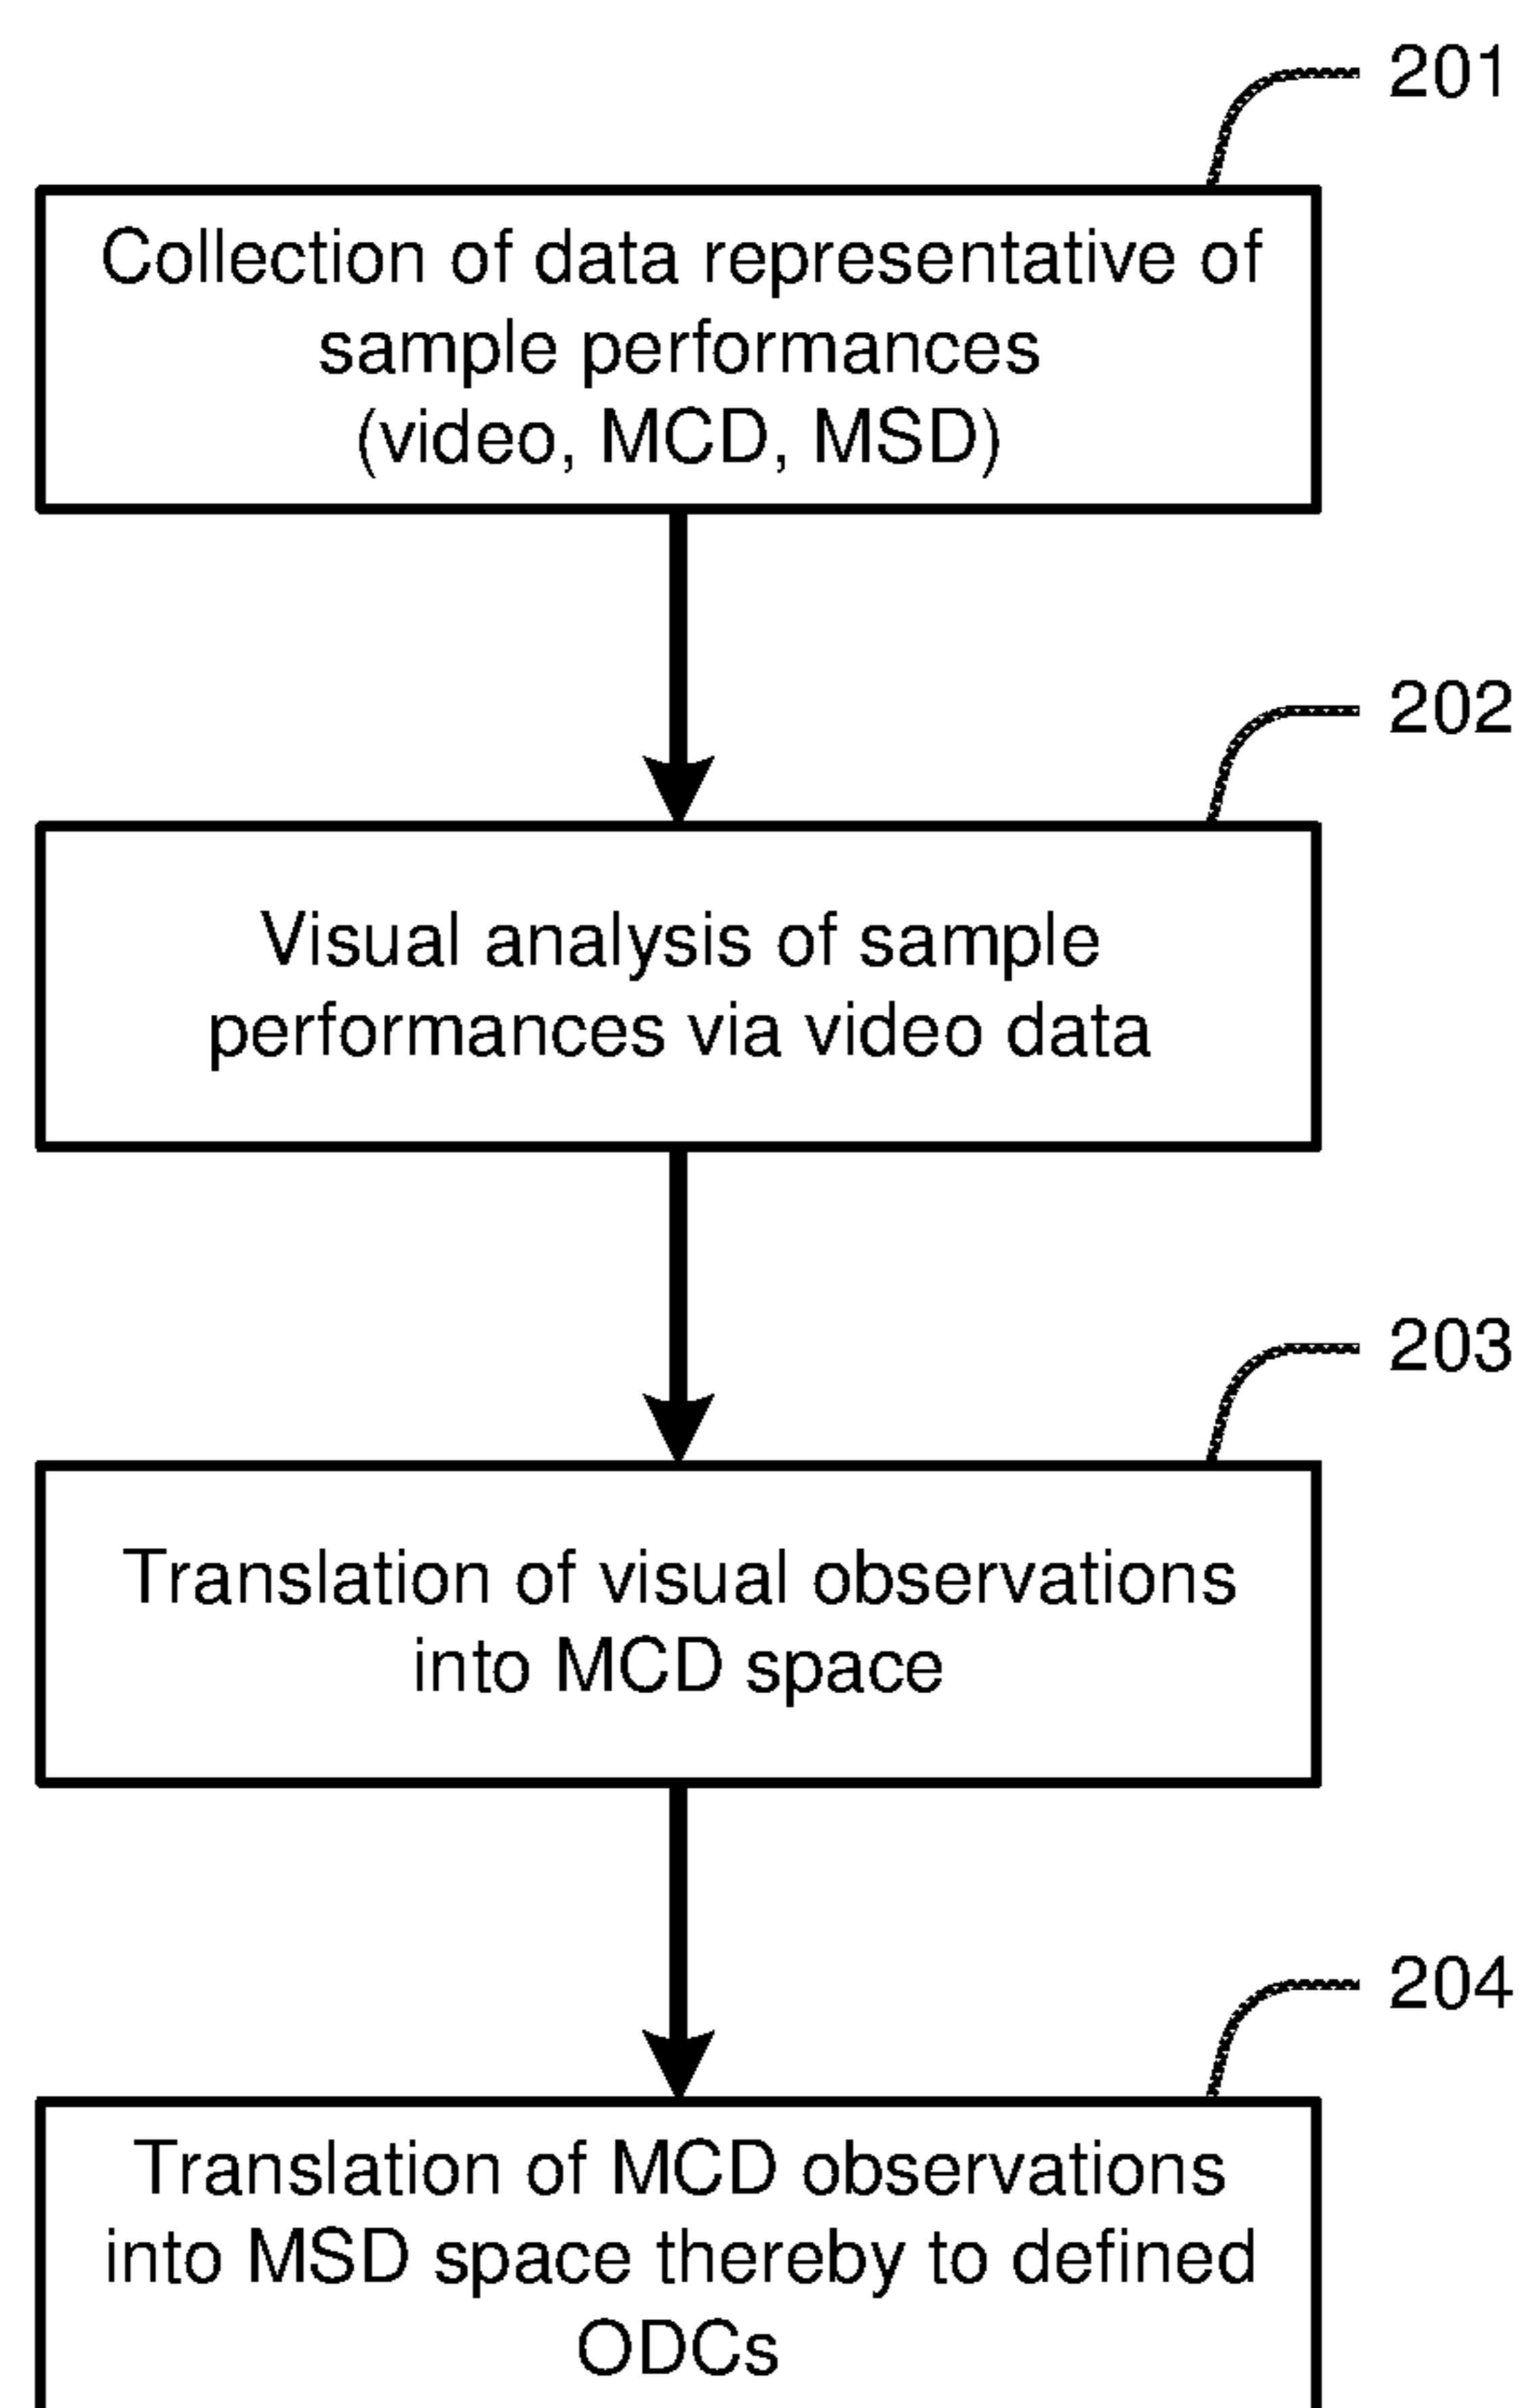 201
Collection of data representative of
sample performances
(video, MCD, MSD)
202
Visual analysis of sample
performances via video data
203
Translation of visual observations
into MCD space
204
Translation of MCD observations
into MSD space thereby to defined
ODCs